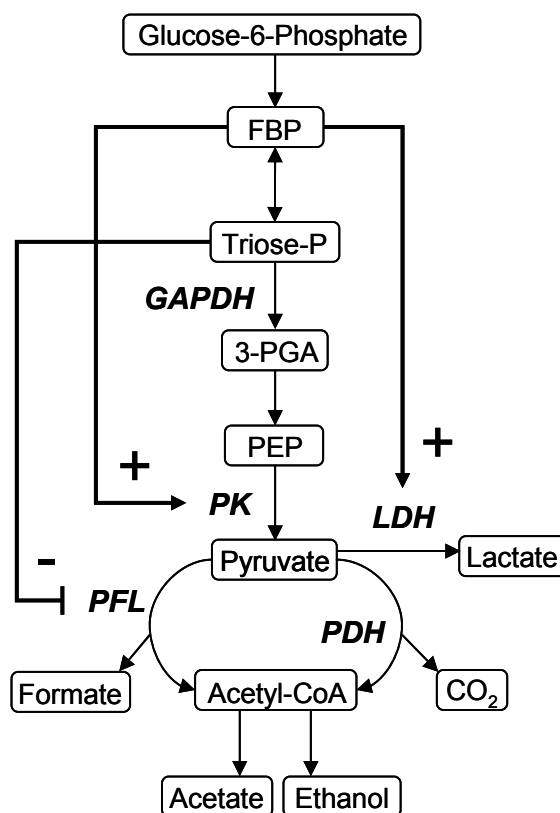 Glucose-6-Phosphate
FBP
Triose-P
GAPDH
3-PGA
+
PEP
+
PK
LDH
Pyruvate
Lactate
-
PFL
PDH
Formate
Acetyl-CoA
CO₂
Acetate
Ethanol